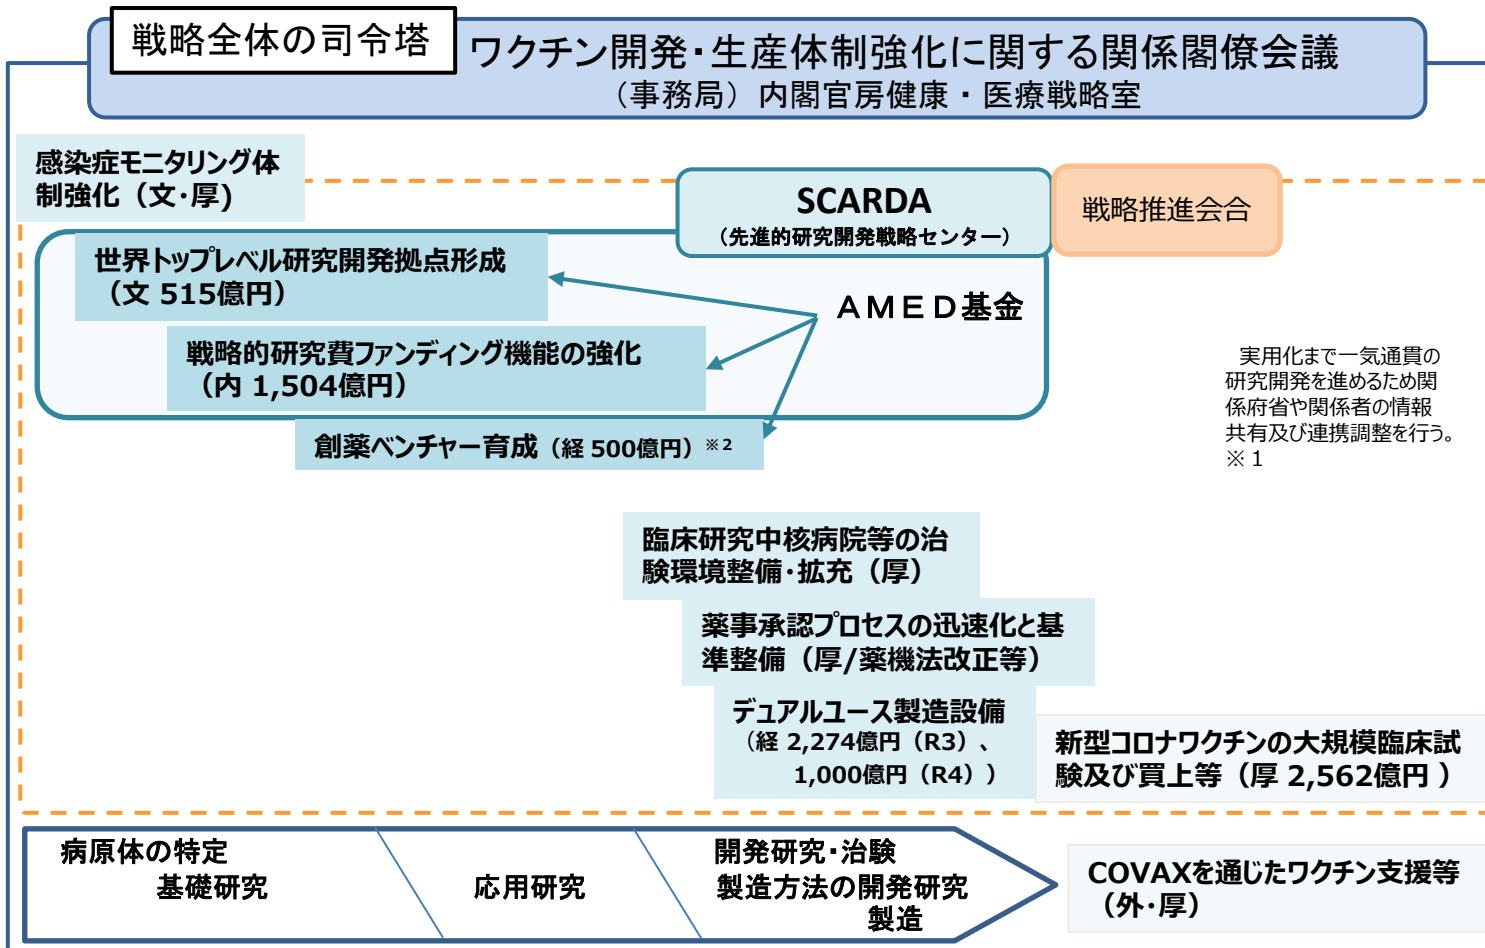 戦略全体の司令塔
ワクチン開発・生産体制強化に関する関係閣僚会議
（事務局）内閣官房健康・医療戦略室
感染症モニタリング体
制強化（文・厚)
SCARDA
（先進的研究開発戦略センター）
戦略推進会合
世界トップレベル研究開発拠点形成
（文 515億円）
ＡＭＥＤ基金
戦略的研究費ファンディング機能の強化
（内 1,504億円）
創薬ベンチャー育成（経 500億円）※2
実用化まで一気通貫の
研究開発を進めるため関
係府省や関係者の情報
共有及び連携調整を行う。
※１
臨床研究中核病院等の治
験環境整備・拡充（厚）
薬事承認プロセスの迅速化と基
準整備（厚/薬機法改正等）
デュアルユース製造設備
（経 2,274億円（R3）、
1,000億円（R4））
新型コロナワクチンの大規模臨床試
験及び買上等（厚 2,562億円 ）
病原体の特定
基礎研究
応用研究
開発研究・治験
製造方法の開発研究
製造
COVAXを通じたワクチン支援等
（外・厚）